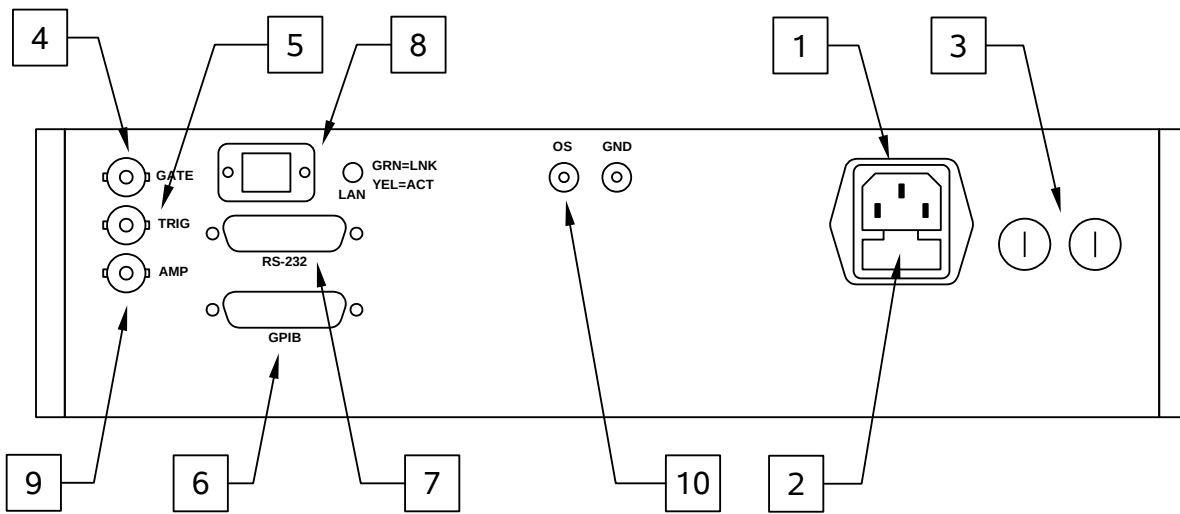 4
5
8
1
3
OS
GND
GATE
GRN=LNK
LAN
YEL=ACT
TRIG
RS-232
AMP
GPIB
9
6
7
10
2